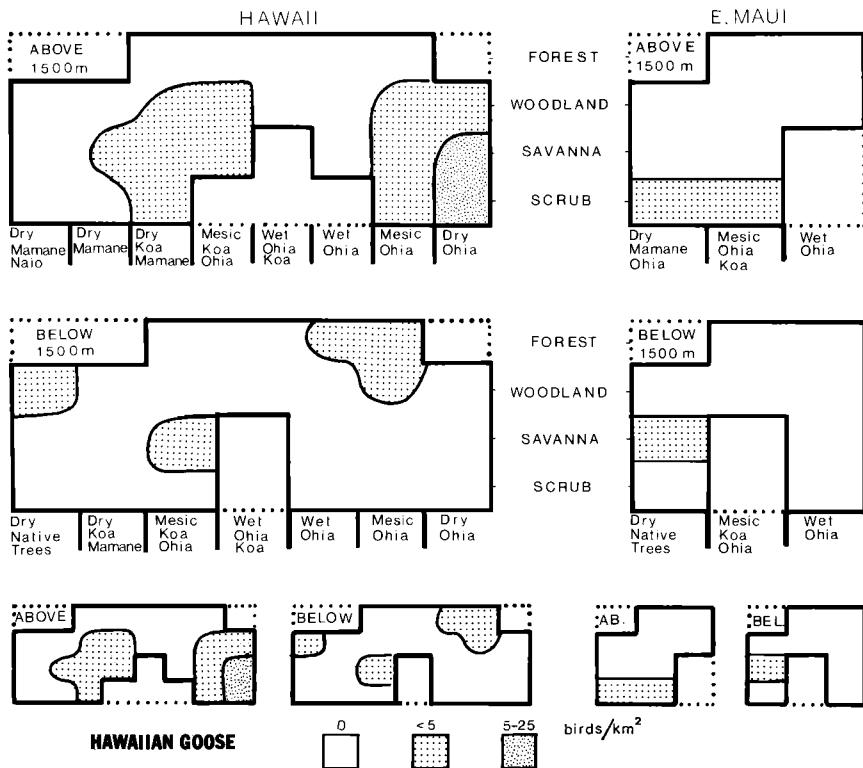 HAWAII
E. MAUI
ABOVE
1500m
FOREST
WOODLAND
SAVANNA
SCRUB
ABOVE
1500 m
Dry
Mamane
Naio
Dry
Mamane
Dry
Koa
Mamane
Mesic
Koa
Ohia
Wet
Ohia
Koa
Wet
Ohia
Mesic
Ohia
Dry
Ohia
Dry
Mamane
Ohia
Mesic
Ohia
Koa
Wet
Ohia
BELOW
1500m
FOREST
WOODLAND
SAVANNA
SCRUB
BELOW
1500m
Dry
Native
Trees
Dry
Koa
Mamane
Mesic
Koa
Ohia
Wet
Ohia
Koa
Wet
Ohia
Mesic
Ohia
Dry
Ohia
Dry
Native
Trees
Mesic
Koa
Ohia
Wet
Ohia
ABOVE
BELOW
AB.
BEL.
HAWAIIAN GOOSE
0
<5
5-25
birds/km²